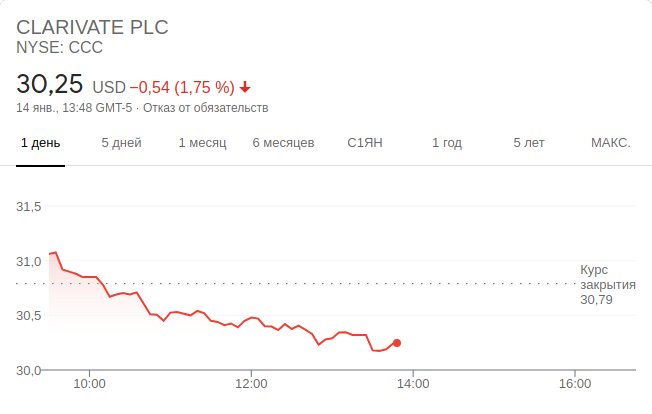 CLARIVATE PLC
NYSE: CCC
30,25 USD −0,54 (1,75 %)
14 янв., 13:48 GMT-5 · Отказ от обязательств
1 день 5 дней 1 месяц 6 месяцев С1ЯН 1 год 5 лет МАКС.
31,5
31,0
Курс
закрытия
30,79
30,5
30,0
10:00 12:00 14:00 16:00